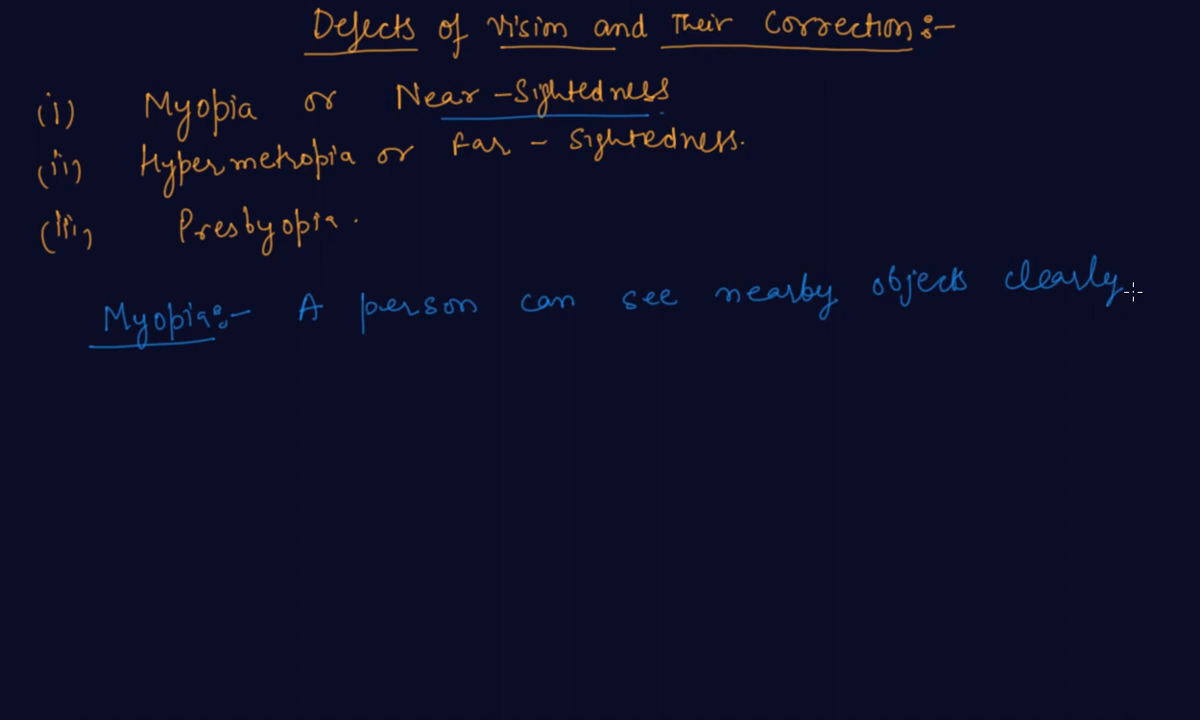 Defects of vision and Their Correction:-
(i) Myopia or Near-Sightedness
(ii) Hypermetropia or Far-Sightedness.
(iii) Presbyopia.
Myopia:- A person can see nearby objects clearly